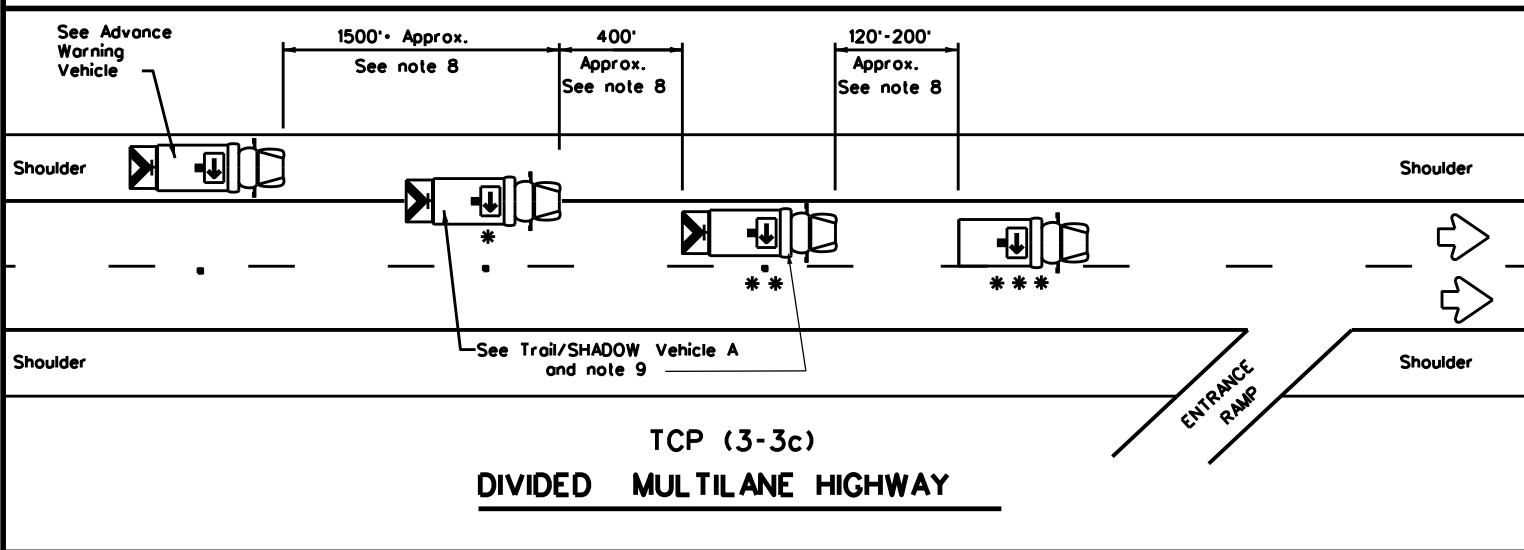 See Advance
Warning
Vehicle
1500'· Approx.
See note 8
400'
Approx.
See note 8
120'-200'
Approx.
See note 8
Shoulder
Shoulder
*
* *
* * *
See Trail/SHADOW Vehicle A
and note 9
Shoulder
Shoulder
ENTRANCE
RAMP
TCP (3-3c)
DIVIDED MULTILANE HIGHWAY